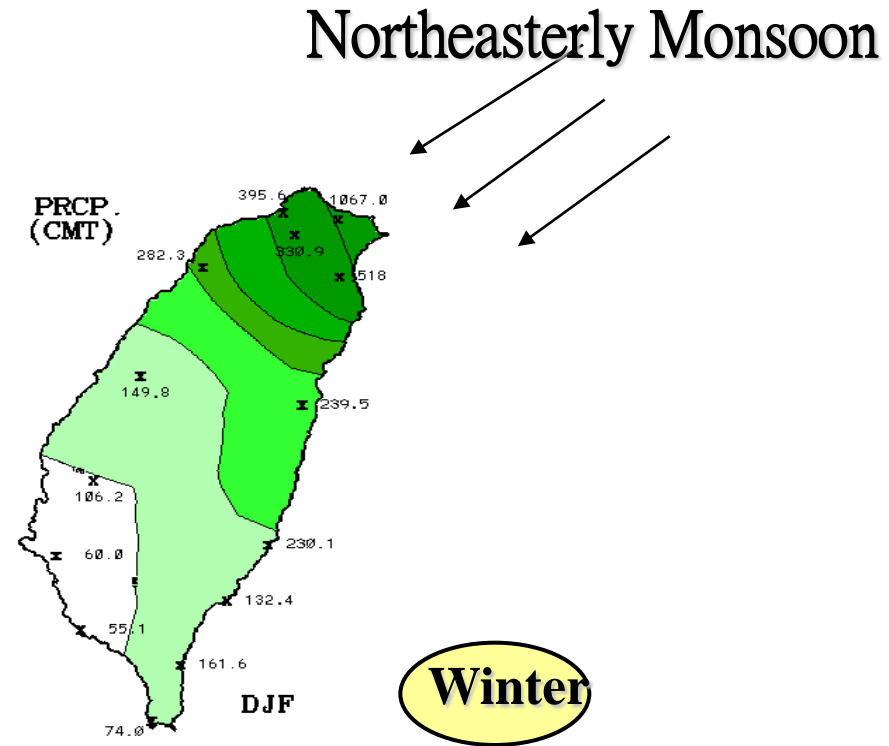 Northeasterly Monsoon
PRCP.
(CMT)
395.6
1067.0
330.9
282.3
518
149.8
239.5
106.2
60.0
230.1
132.4
55.1
161.6
DJF
Winter
74.0